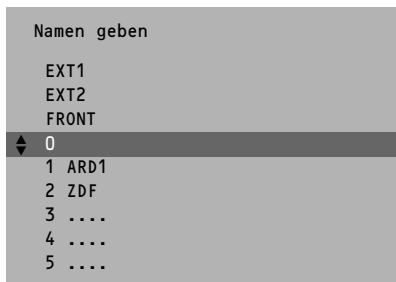 Namen geben
EXT1
EXT2
FRONT
0
1 ARD1
2 ZDF
3 ....
4 ....
5 ....